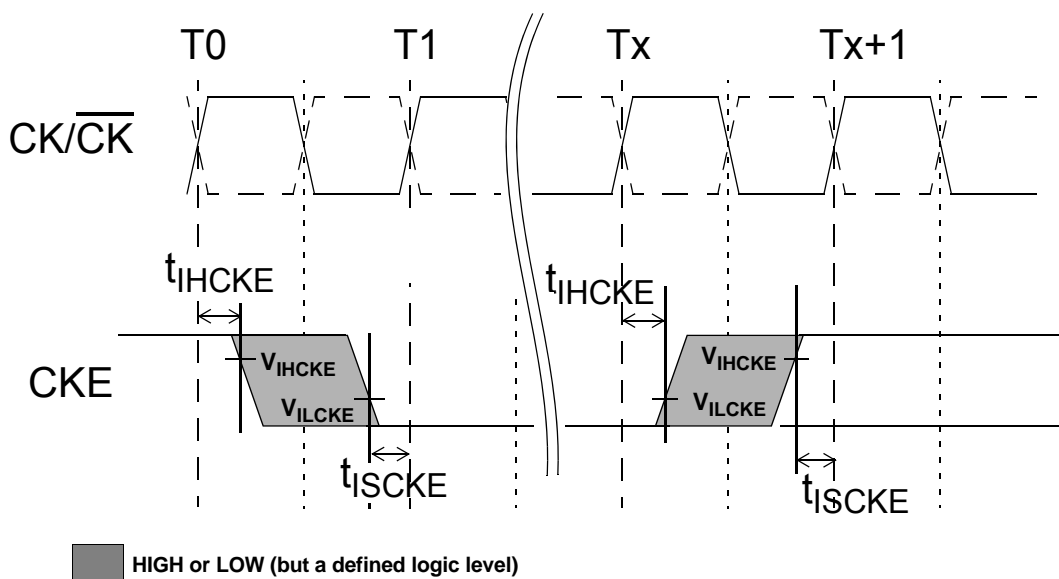 T0 T1 Tx Tx+1
CK/C̅K̅
tIHCKE tIHCKE
CKE
VIHCKE VIHCKE
VILCKE VILCKE
tISCKE tISCKE
HIGH or LOW (but a defined logic level)